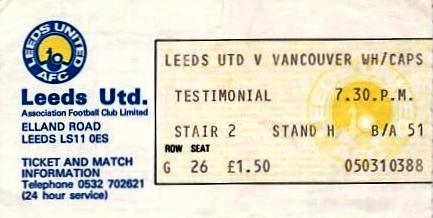 LEEDS UNITED
AFC
Leeds Utd.
Association Football Club Limited
ELLAND ROAD
LEEDS LS11 0ES
TICKET AND MATCH
INFORMATION
Telephone 0532 702621
(24 hour service)
LEEDS UTD V VANCOUVER WH/CAPS
TESTIMONIAL 7.30.P.M.
STAIR 2 STAND H B/A 51
ROW SEAT
G 26 £1.50 050310388